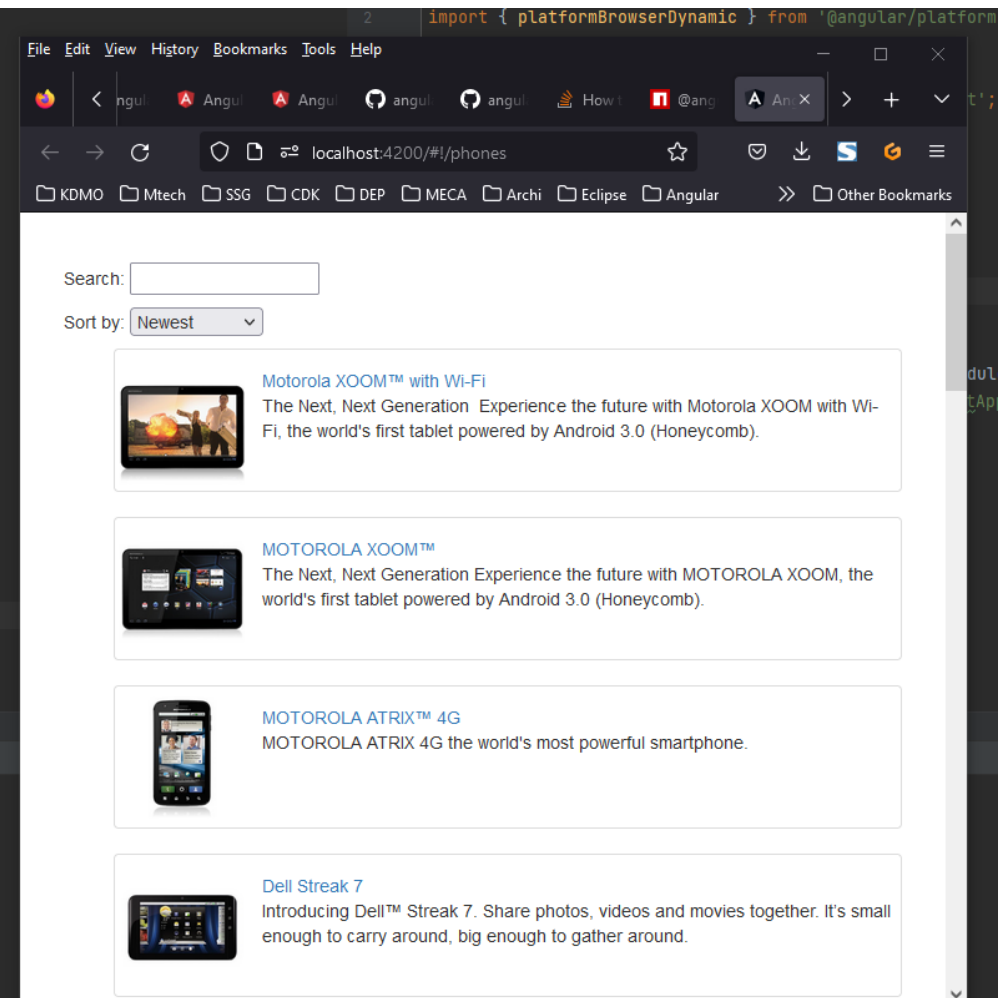 2 import { platformBrowserDynamic } from '@angular/platform
File Edit View History Bookmarks Tools Help
ngul Angul Angul angul angul How t @ang An
t';
localhost:4200/#!/phones
KDMO Mtech SSG CDK DEP MECA Archi Eclipse Angular Other Bookmarks
Search:
Sort by: Newest
dul
tApp
Motorola XOOM™ with Wi-Fi
The Next, Next Generation Experience the future with Motorola XOOM with Wi-
Fi, the world's first tablet powered by Android 3.0 (Honeycomb).
MOTOROLA XOOM™
The Next, Next Generation Experience the future with MOTOROLA XOOM, the
world's first tablet powered by Android 3.0 (Honeycomb).
MOTOROLA ATRIX™ 4G
MOTOROLA ATRIX 4G the world's most powerful smartphone.
Dell Streak 7
Introducing Dell™ Streak 7. Share photos, videos and movies together. It's small
enough to carry around, big enough to gather around.